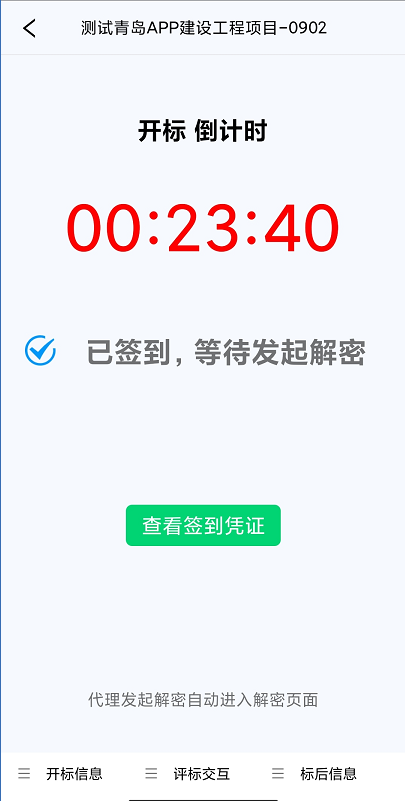 测试青岛APP建设工程项目-0902
开标 倒计时
00:23:40
已签到，等待发起解密
查看签到凭证
代理发起解密自动进入解密页面
开标信息 评标交互 标后信息